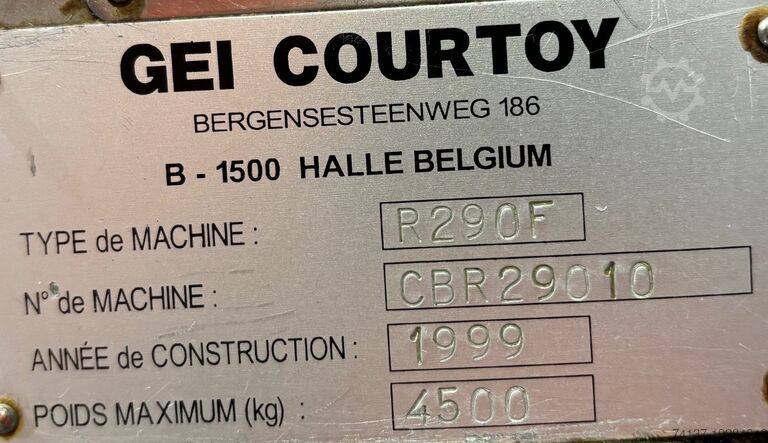 GEI COURTOY
BERGENSESTEENWEG 186
B - 1500 HALLE BELGIUM
TYPE de MACHINE : R290F
N° de MACHINE : CBR29010
ANNÉE de CONSTRUCTION : 1999
POIDS MAXIMUM (kg) : 4500